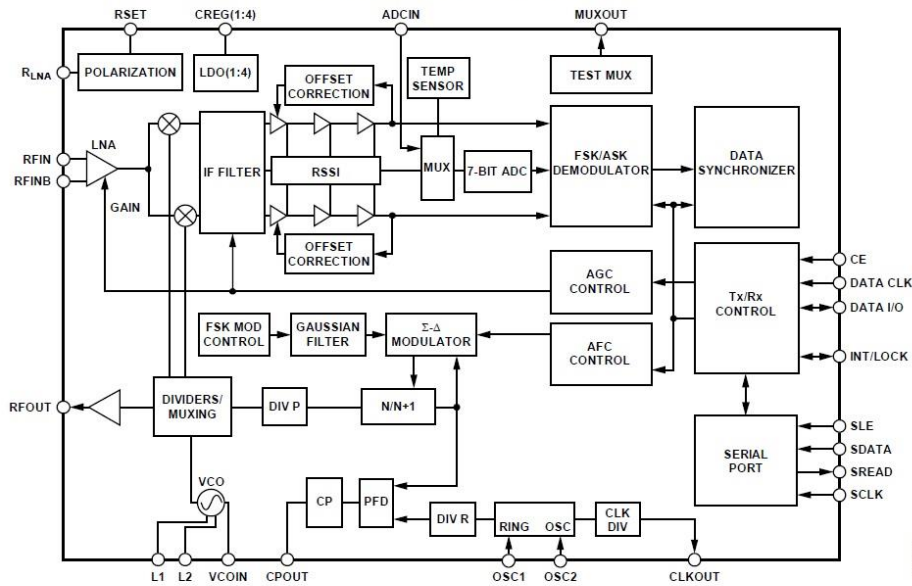 RSET
CREG(1:4)
ADCIN
MUXOUT
RLNA
POLARIZATION
LDO(1:4)
OFFSET
CORRECTION
TEMP
SENSOR
TEST MUX
LNA
RFIN
RFINB
IF FILTER
RSSI
MUX
7-BIT ADC
FSK/ASK
DEMODULATOR
DATA
SYNCHRONIZER
GAIN
OFFSET
CORRECTION
AGC
CONTROL
Tx/Rx
CONTROL
CE
DATA CLK
DATA I/O
INT/LOCK
FSK MOD
CONTROL
GAUSSIAN
FILTER
Σ-Δ
MODULATOR
AFC
CONTROL
RFOUT
DIVIDERS/
MUXING
DIV P
N/N+1
SERIAL
PORT
SLE
SDATA
SREAD
SCLK
VCO
CP
PFD
DIV R
RING
OSC
CLK
DIV
L1
L2
VCOIN
CPOUT
OSC1
OSC2
CLKOUT